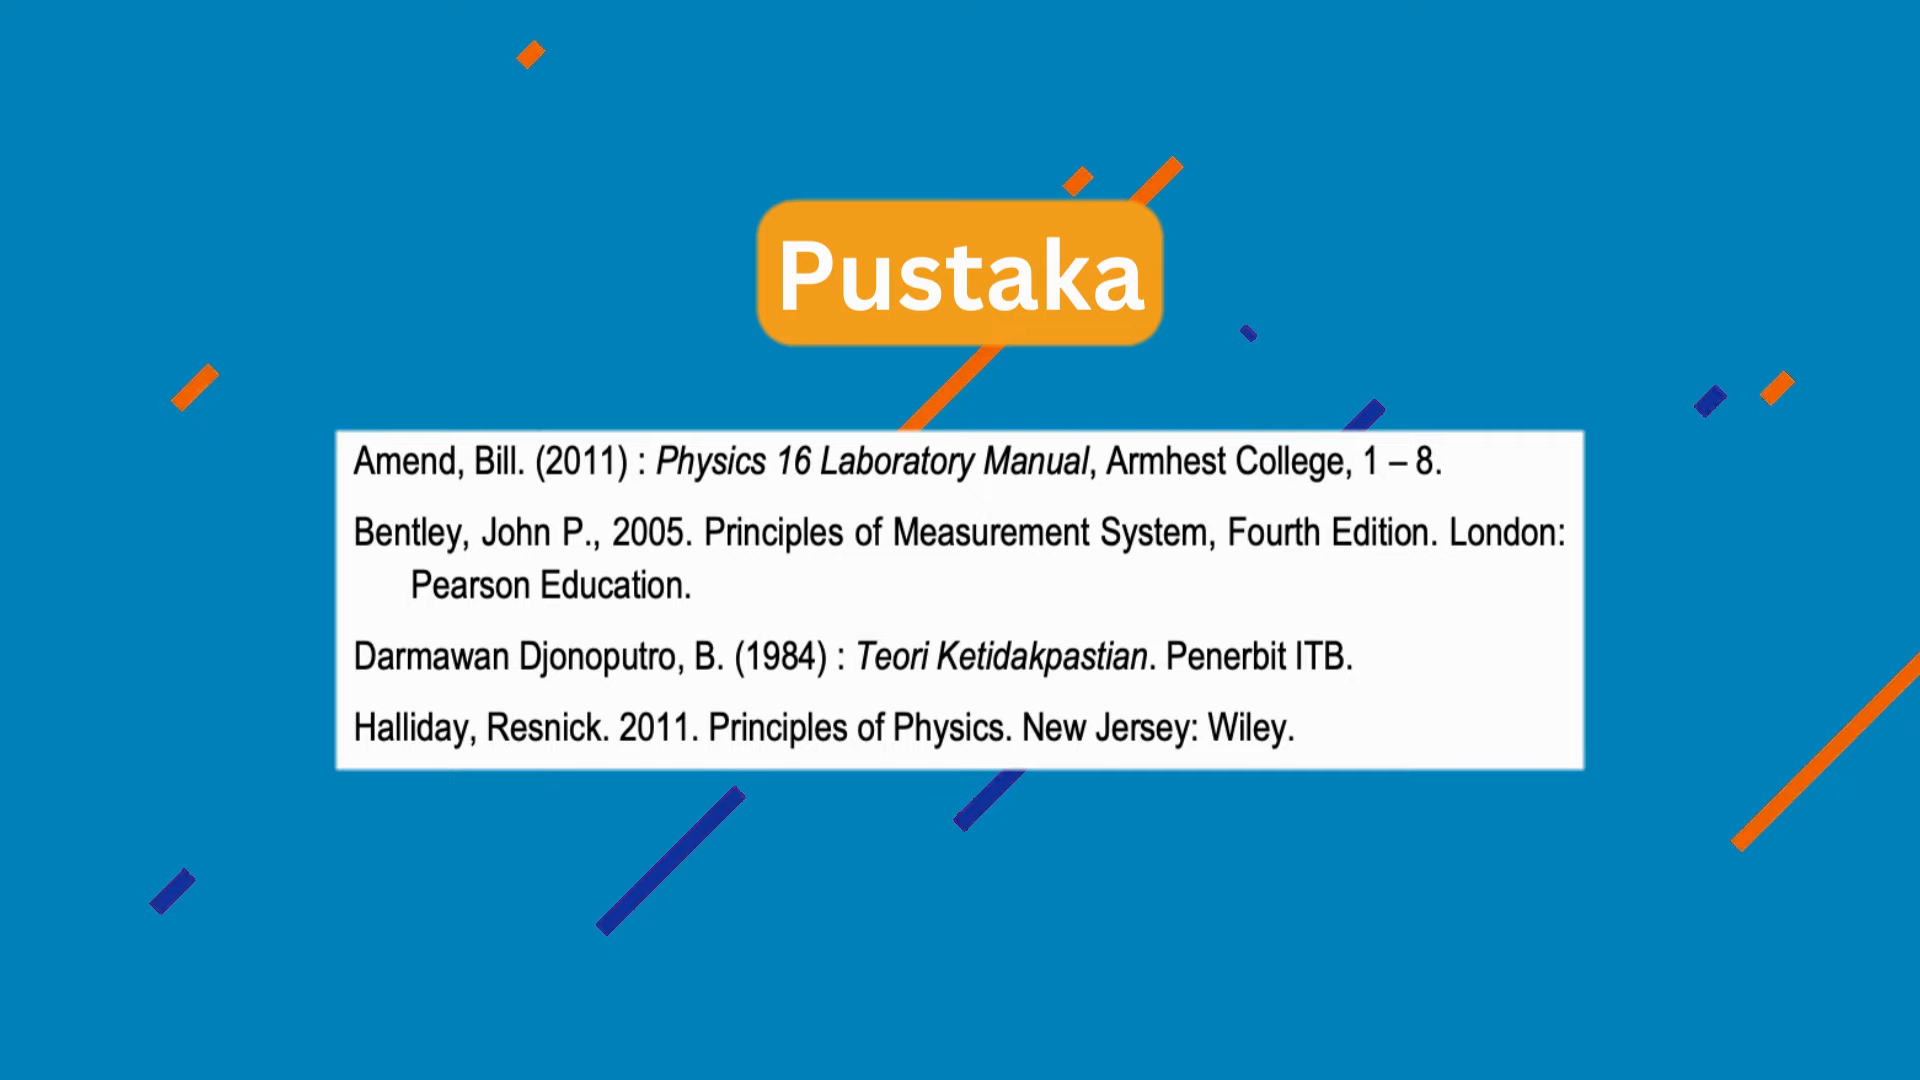 Pustaka
Amend, Bill. (2011) : Physics 16 Laboratory Manual, Armhest College, 1 – 8.
Bentley, John P., 2005. Principles of Measurement System, Fourth Edition. London:
Pearson Education.
Darmawan Djonoputro, B. (1984) : Teori Ketidakpastian. Penerbit ITB.
Halliday, Resnick. 2011. Principles of Physics. New Jersey: Wiley.